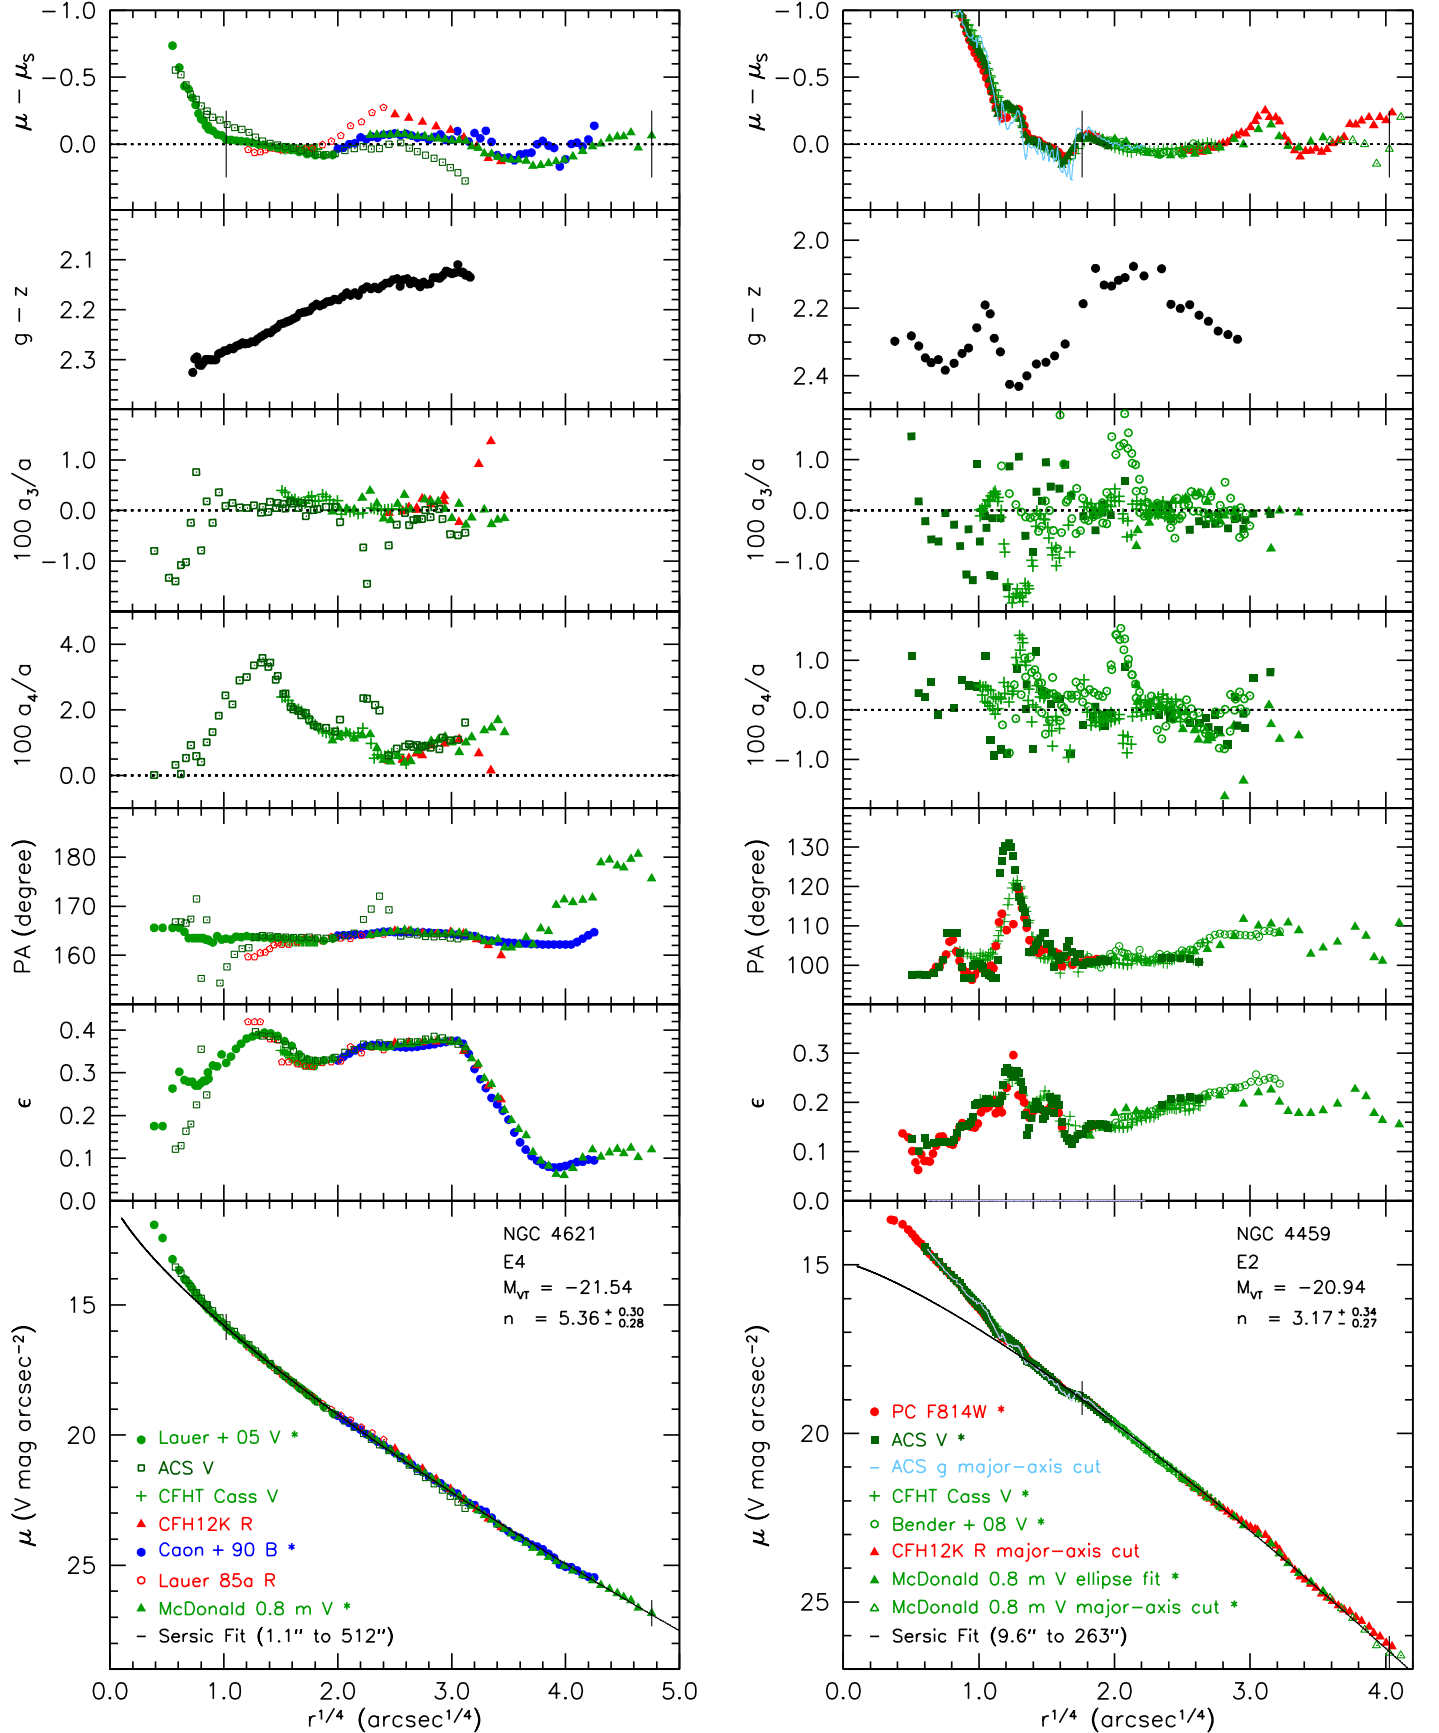 −1.0
−0.5
0.0
μ − μS
2.1
2.2
2.3
g − z
1.0
0.0
−1.0
100 a3/a
4.0
2.0
0.0
100 a4/a
180
170
160
PA (degree)
0.4
0.3
0.2
0.1
0.0
ϵ
15
20
25
μ (V mag arcsec−2)
NGC 4621
E4
MVT = −21.54
n = 5.36 + 0.30 − 0.28
Lauer + 05 V *
ACS V
CFHT Cass V
CFH12K R
Caon + 90 B *
Lauer 85a R
McDonald 0.8 m V *
− Sersic Fit (1.1″ to 512″)
0.0 1.0 2.0 3.0 4.0 5.0
r1/4 (arcsec1/4)
−1.0
−0.5
0.0
μ − μS
2.0
2.2
2.4
g − z
1.0
0.0
−1.0
100 a3/a
1.0
0.0
−1.0
100 a4/a
130
120
110
100
PA (degree)
0.3
0.2
0.1
0.0
ϵ
15
20
25
μ (V mag arcsec−2)
NGC 4459
E2
MVT = −20.94
n = 3.17 + 0.34 − 0.27
PC F814W *
ACS V *
− ACS g major−axis cut
CFHT Cass V *
Bender + 08 V *
CFH12K R major−axis cut
McDonald 0.8 m V ellipse fit *
McDonald 0.8 m V major−axis cut *
− Sersic Fit (9.6″ to 263″)
0.0 1.0 2.0 3.0 4.0
r1/4 (arcsec1/4)